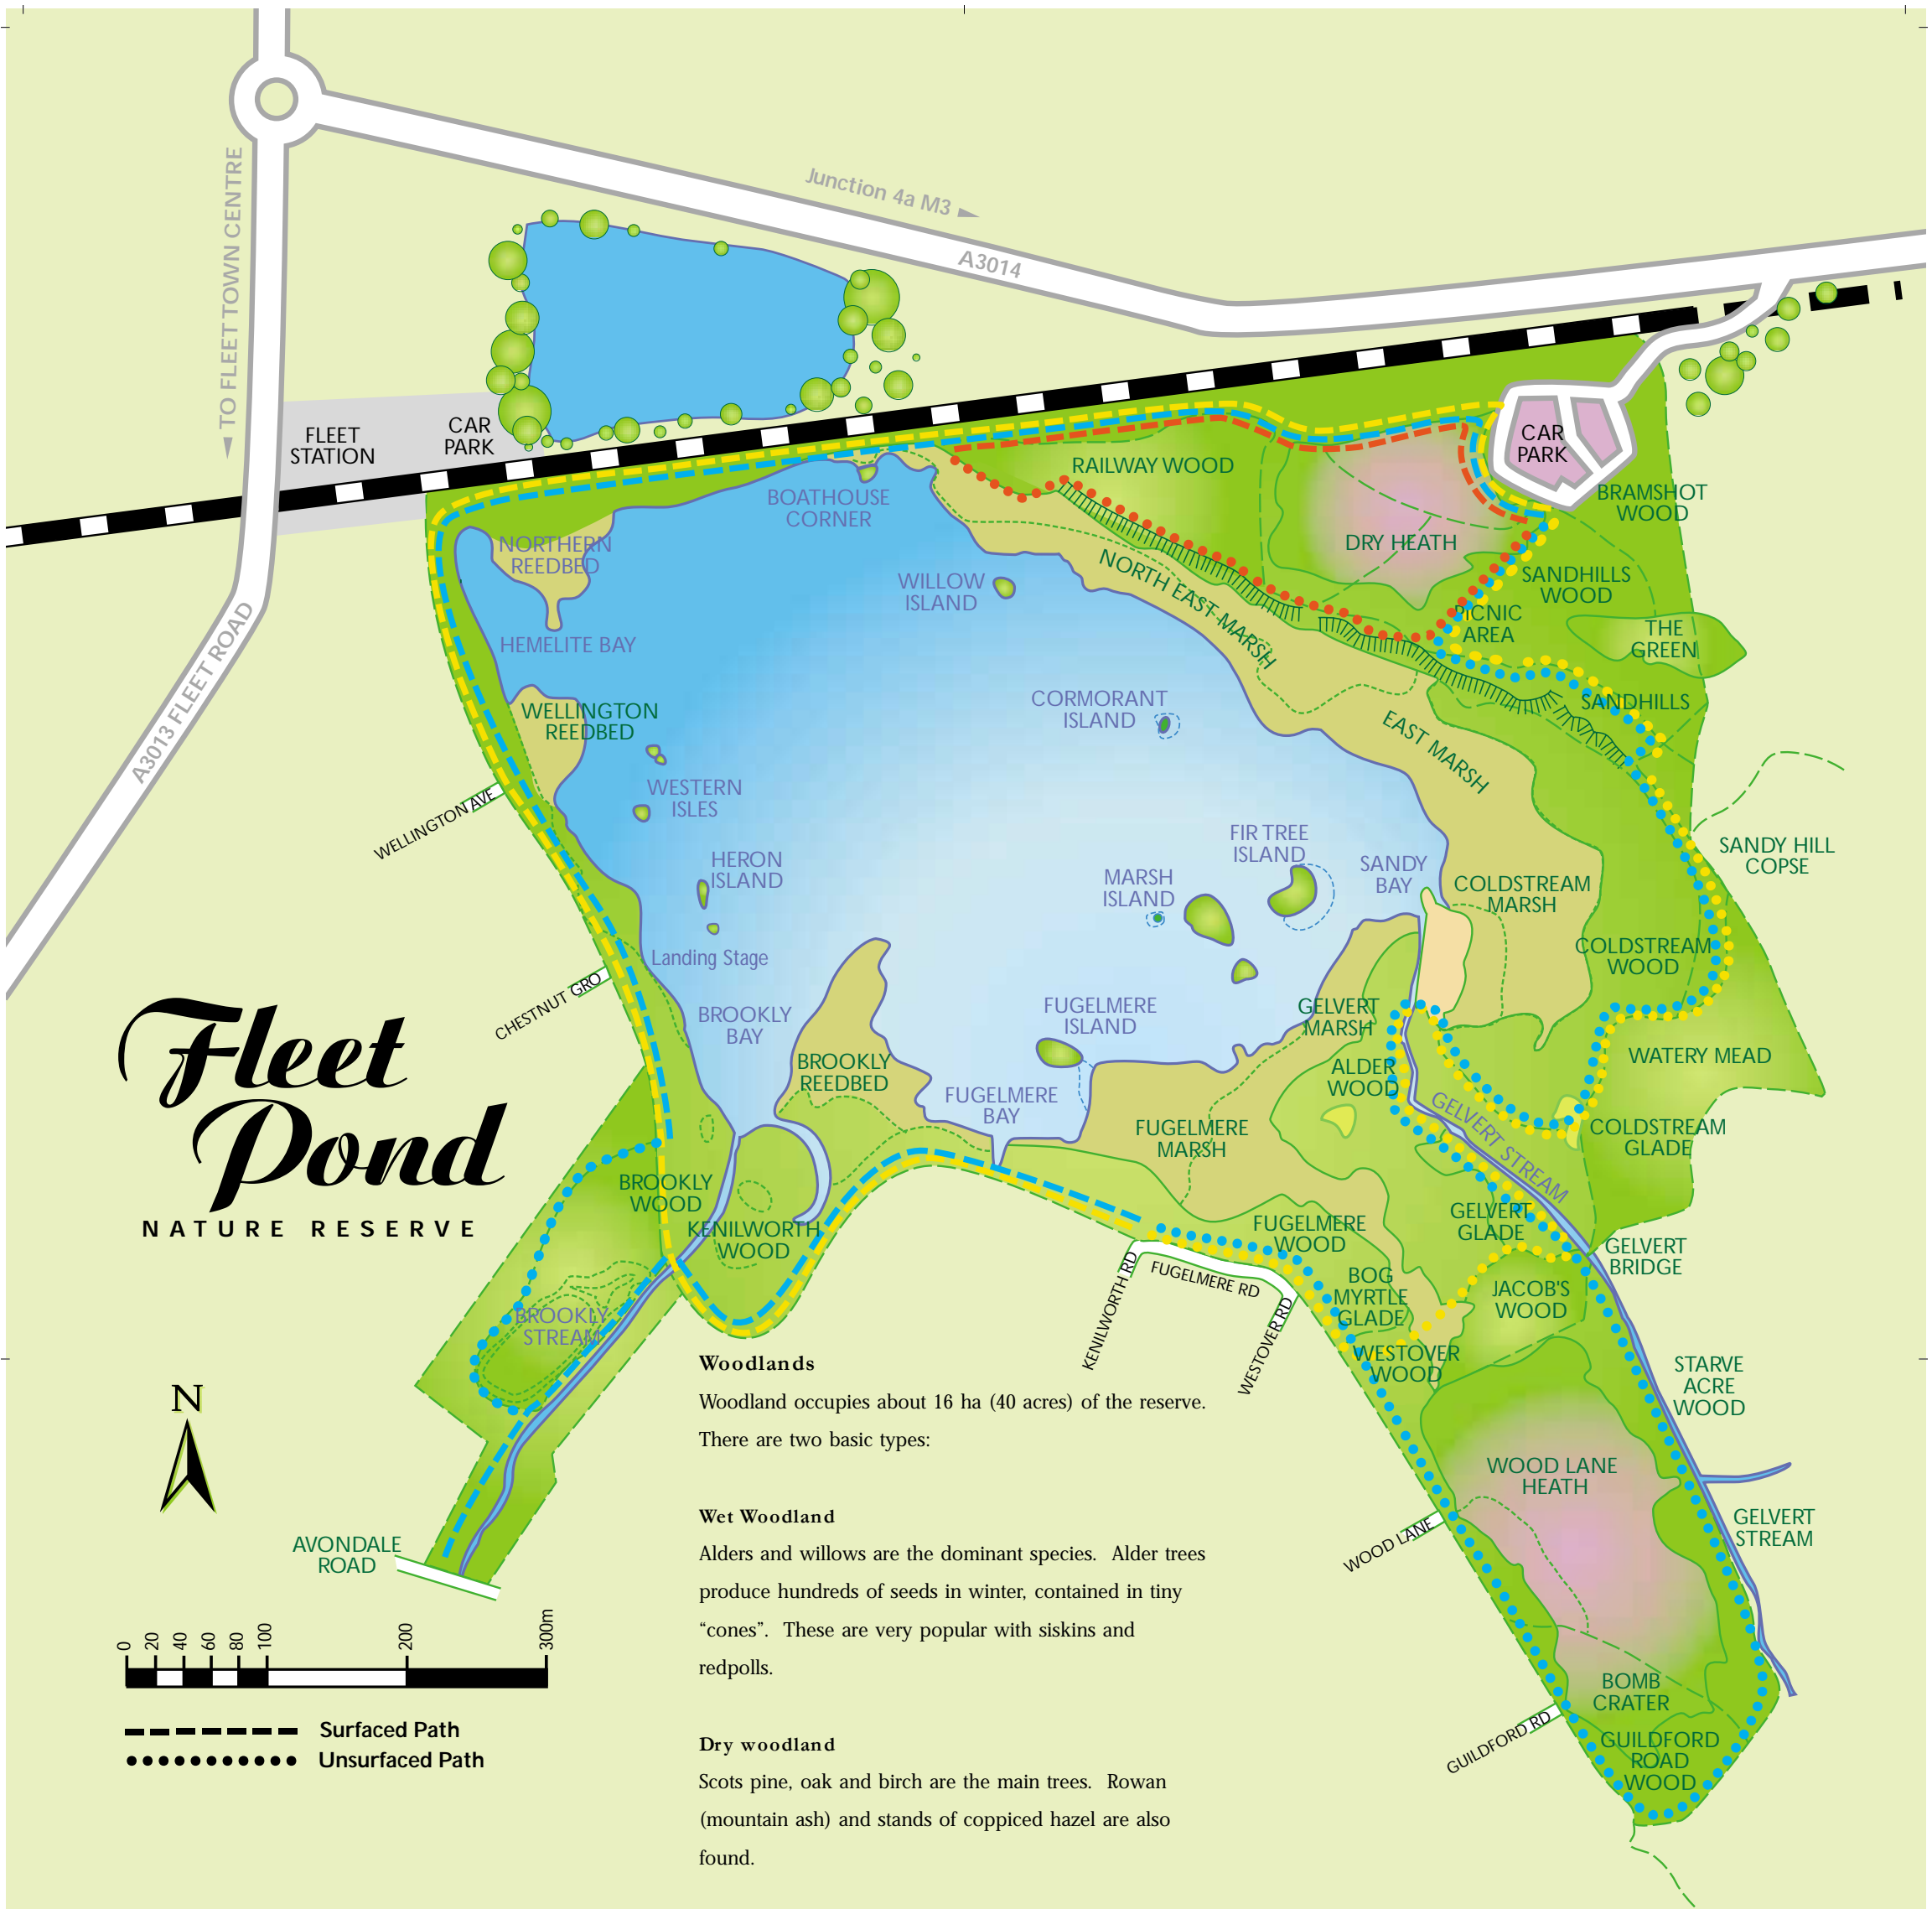 TO FLEET TOWN CENTRE
Junction 4a M3
A3014
A3013 FLEET ROAD
FLEET
STATION
CAR
PARK
CAR
PARK
RAILWAY WOOD
BOATHOUSE
CORNER
BRAMSHOT
WOOD
DRY HEATH
NORTHERN
REEDBED
NORTH EAST MARSH
WILLOW
ISLAND
SANDHILLS
WOOD
PICNIC
AREA
THE
GREEN
HEMELITE BAY
WELLINGTON
REEDBED
CORMORANT
ISLAND
SANDHILLS
EAST MARSH
WESTERN
ISLES
WELLINGTON AVE
FIR TREE
ISLAND
SANDY
BAY
SANDY HILL
COPSE
HERON
ISLAND
MARSH
ISLAND
COLDSTREAM
MARSH
Landing Stage
COLDSTREAM
WOOD
CHESTNUT GRO
BROOKLY
BAY
FUGELMERE
ISLAND
GELVERT
MARSH
Fleet
Pond
NATURE RESERVE
BROOKLY
REEDBED
ALDER
WOOD
WATERY MEAD
FUGELMERE
BAY
GELVERT STREAM
FUGELMERE
MARSH
COLDSTREAM
GLADE
BROOKLY
WOOD
KENILWORTH
WOOD
FUGELMERE
WOOD
GELVERT
GLADE
GELVERT
BRIDGE
KENILWORTH RD
FUGELMERE RD
WESTOVER RD
BOG
MYRTLE
GLADE
JACOB'S
WOOD
BROOKLY
STREAM
WESTOVER
WOOD
STARVE
ACRE
WOOD
N
Woodlands
Woodland occupies about 16 ha (40 acres) of the reserve.
There are two basic types:
Wet Woodland
Alders and willows are the dominant species. Alder trees
produce hundreds of seeds in winter, contained in tiny
“cones”. These are very popular with siskins and
redpolls.
Dry woodland
Scots pine, oak and birch are the main trees. Rowan
(mountain ash) and stands of coppiced hazel are also
found.
WOOD LANE
HEATH
WOOD LANE
GELVERT
STREAM
AVONDALE
ROAD
BOMB
CRATER
GUILDFORD RD
GUILDFORD
ROAD
WOOD
0 20 40 60 80 100 200 300m
Surfaced Path
Unsurfaced Path